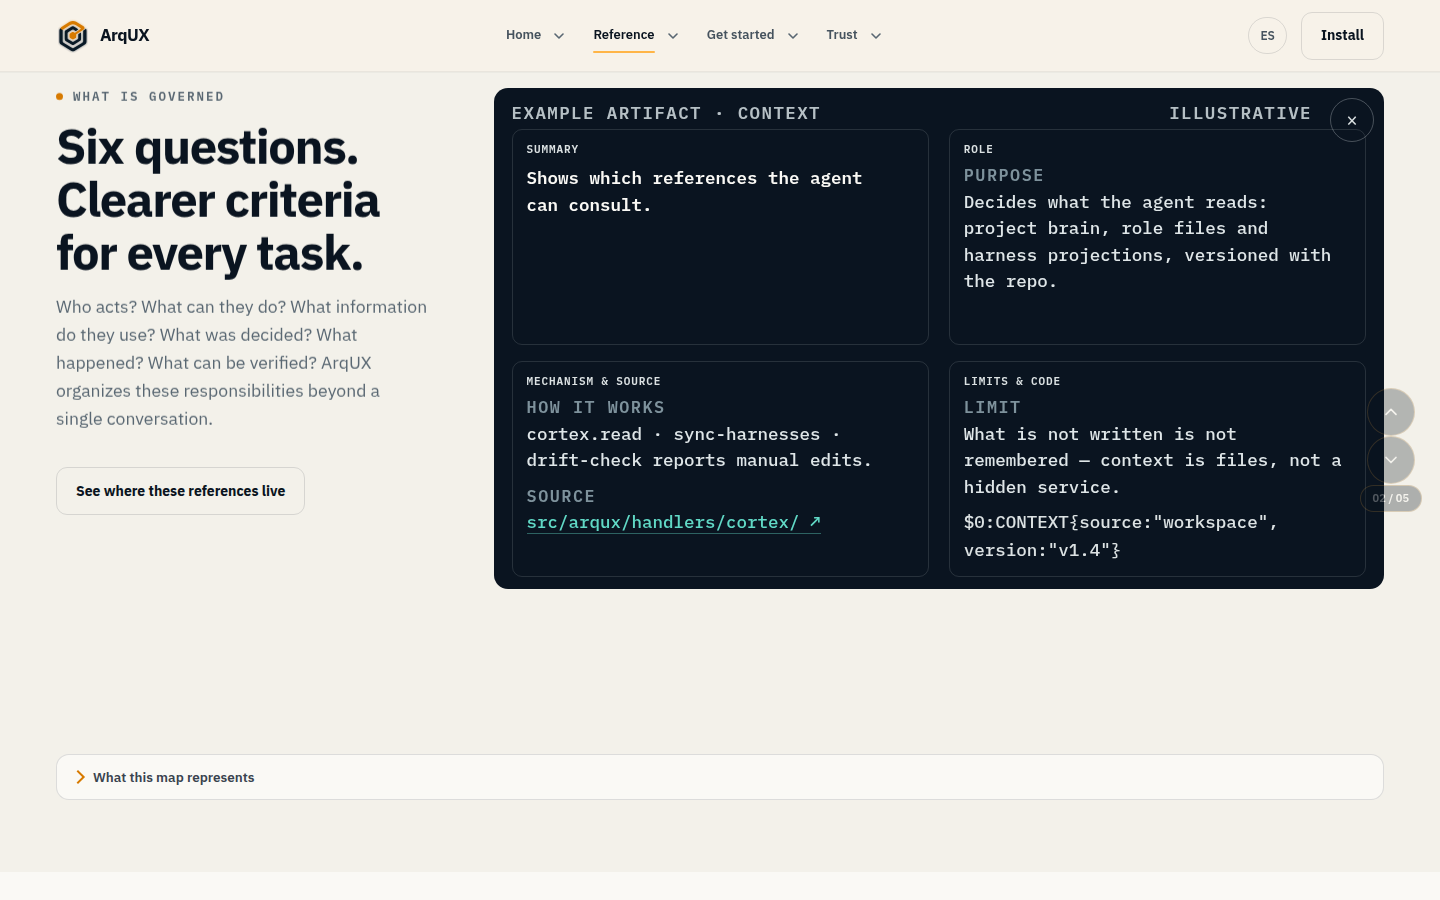 ArqUX
Home
Reference
Get started
Trust
ES
Install
WHAT IS GOVERNED
Six questions.
Clearer criteria
for every task.
Who acts? What can they do? What information
do they use? What was decided? What
happened? What can be verified? ArqUX
organizes these responsibilities beyond a
single conversation.
See where these references live
EXAMPLE ARTIFACT · CONTEXT
ILLUSTRATIVE
×
SUMMARY
Shows which references the agent
can consult.
ROLE
PURPOSE
Decides what the agent reads:
project brain, role files and
harness projections, versioned with
the repo.
MECHANISM & SOURCE
HOW IT WORKS
cortex.read · sync-harnesses ·
drift-check reports manual edits.
SOURCE
src/arqux/handlers/cortex/ ↗
LIMITS & CODE
LIMIT
What is not written is not
remembered — context is files, not a
hidden service.
$0:CONTEXT{source:"workspace",
version:"v1.4"}
02 / 05
What this map represents